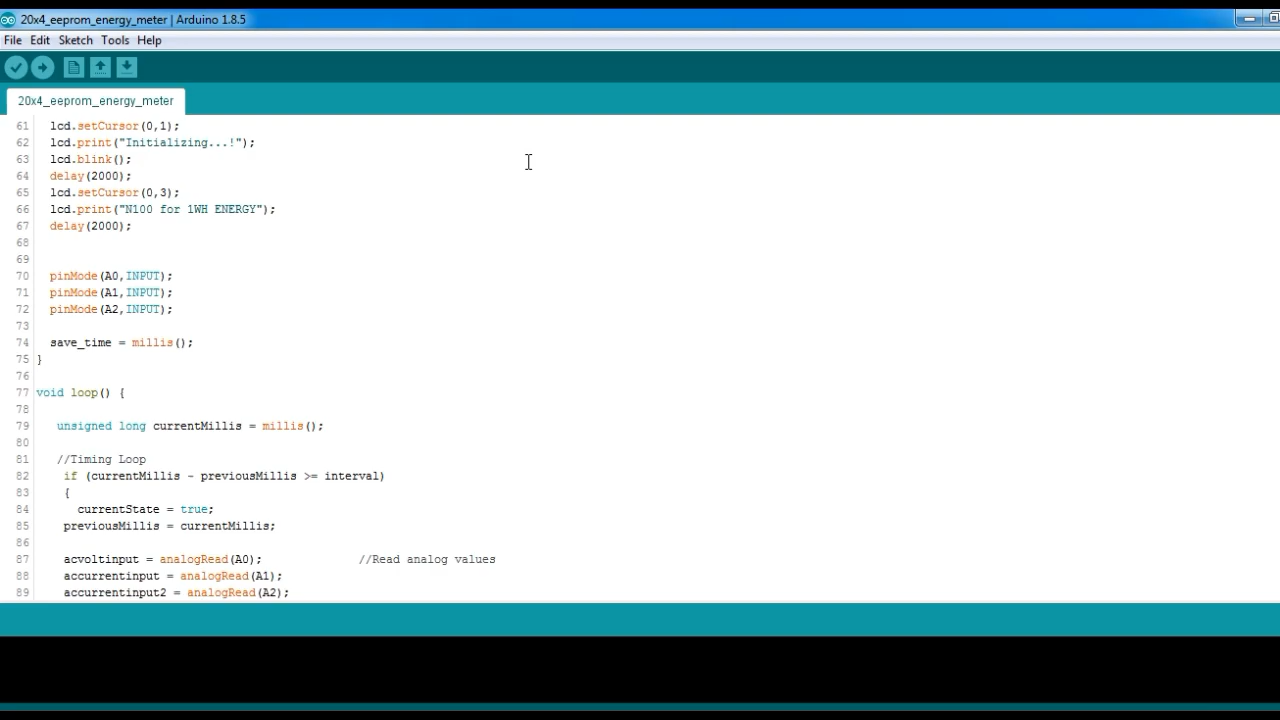 20x4_eeprom_energy_meter | Arduino 1.8.5
File Edit Sketch Tools Help
20x4_eeprom_energy_meter
61 lcd.setCursor(0,1);
62 lcd.print("Initializing...!");
63 lcd.blink();
64 delay(2000);
65 lcd.setCursor(0,3);
66 lcd.print("N100 for 1WH ENERGY");
67 delay(2000);
68
69
70 pinMode(A0,INPUT);
71 pinMode(A1,INPUT);
72 pinMode(A2,INPUT);
73
74 save_time = millis();
75 }
76
77 void loop() {
78
79 unsigned long currentMillis = millis();
80
81 //Timing Loop
82 if (currentMillis - previousMillis >= interval)
83 {
84 currentState = true;
85 previousMillis = currentMillis;
86
87 acvoltinput = analogRead(A0); //Read analog values
88 accurrentinput = analogRead(A1);
89 accurrentinput2 = analogRead(A2);